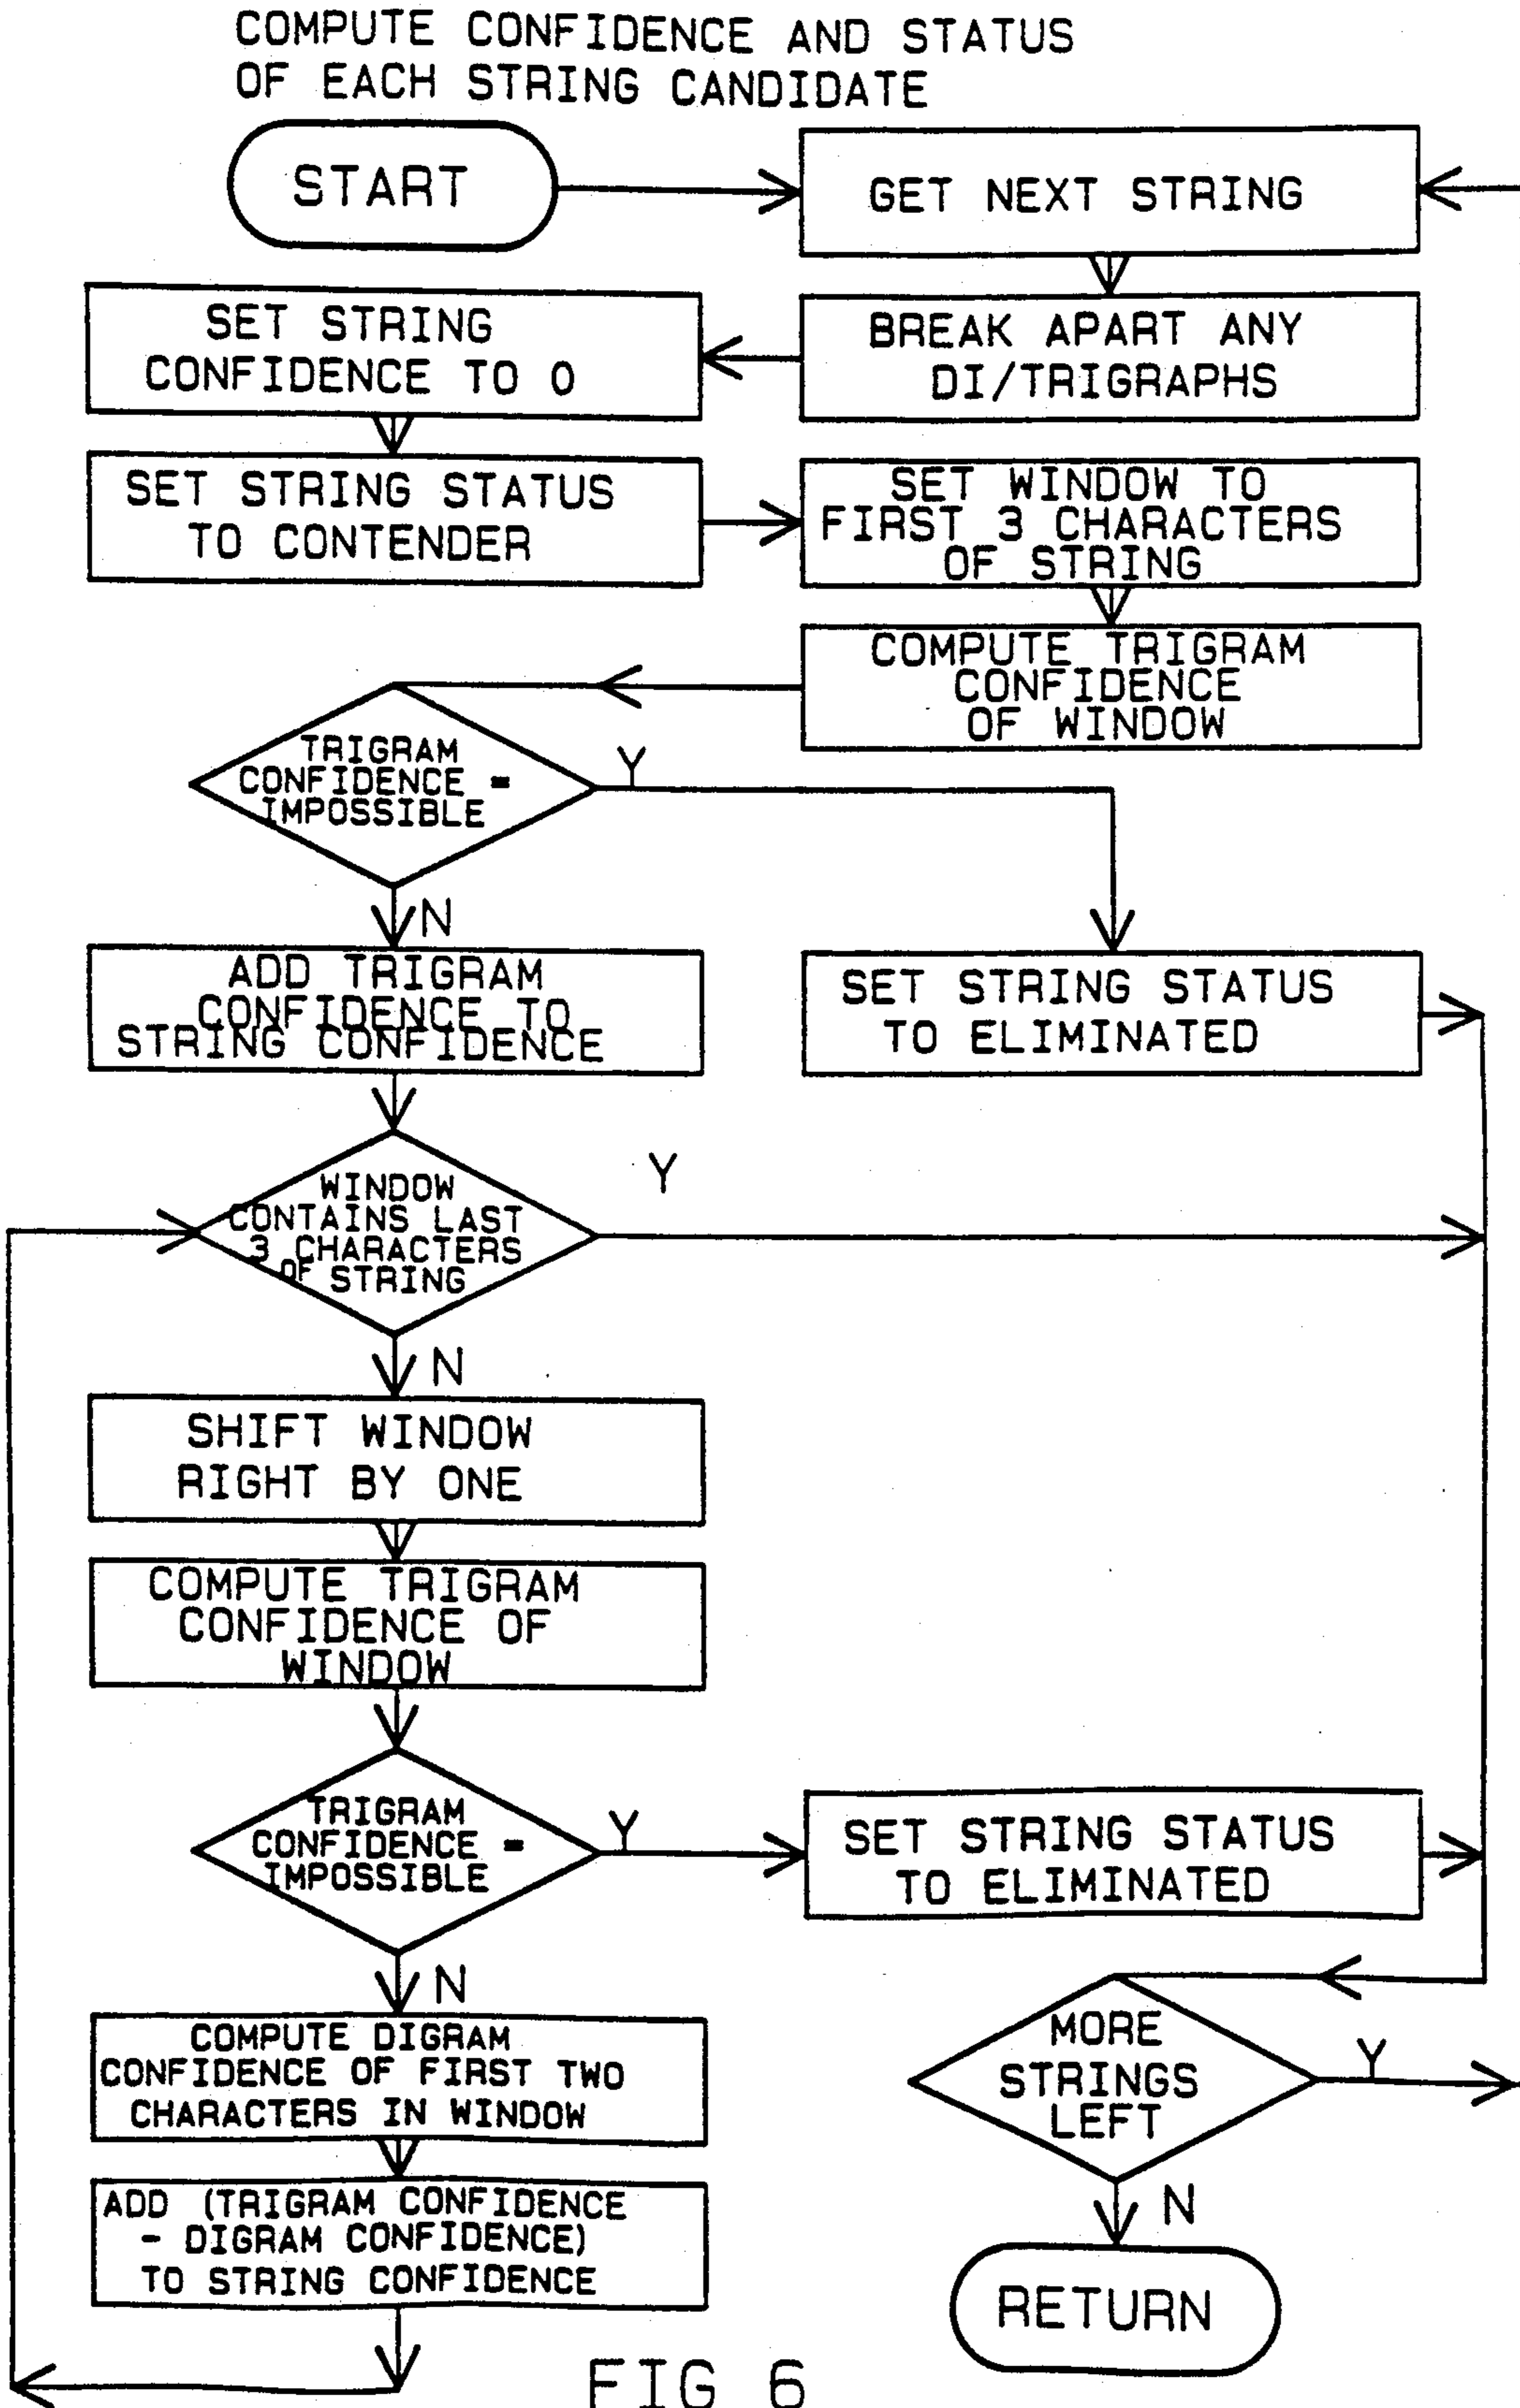 COMPUTE CONFIDENCE AND STATUS
OF EACH STRING CANDIDATE
START
GET NEXT STRING
BREAK APART ANY
DI/TRIGRAPHS
SET STRING
CONFIDENCE TO 0
SET STRING STATUS
TO CONTENDER
SET WINDOW TO
FIRST 3 CHARACTERS
OF STRING
COMPUTE TRIGRAM
CONFIDENCE
OF WINDOW
TRIGRAM
CONFIDENCE =
IMPOSSIBLE
Y
N
SET STRING STATUS
TO ELIMINATED
ADD TRIGRAM
CONFIDENCE TO
STRING CONFIDENCE
WINDOW
CONTAINS LAST
3 CHARACTERS
OF STRING
Y
N
SHIFT WINDOW
RIGHT BY ONE
COMPUTE TRIGRAM
CONFIDENCE OF
WINDOW
TRIGRAM
CONFIDENCE =
IMPOSSIBLE
Y
SET STRING STATUS
TO ELIMINATED
N
COMPUTE DIGRAM
CONFIDENCE OF FIRST TWO
CHARACTERS IN WINDOW
ADD (TRIGRAM CONFIDENCE
- DIGRAM CONFIDENCE)
TO STRING CONFIDENCE
MORE
STRINGS
LEFT
Y
N
RETURN
FIG 6